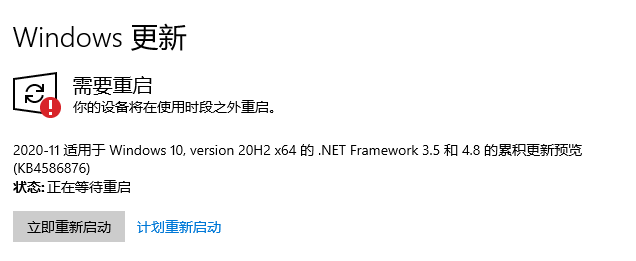 Windows 更新
需要重启
你的设备将在使用时段之外重启。
2020-11 适用于 Windows 10, version 20H2 x64 的 .NET Framework 3.5 和 4.8 的累积更新预览
(KB4586876)
状态: 正在等待重启
立即重新启动 计划重新启动